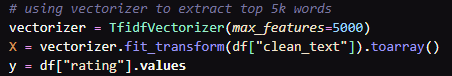 # using vectorizer to extract top 5k words
vectorizer = TfidfVectorizer(max_features=5000)
X = vectorizer.fit_transform(df["clean_text"]).toarray()
y = df["rating"].values